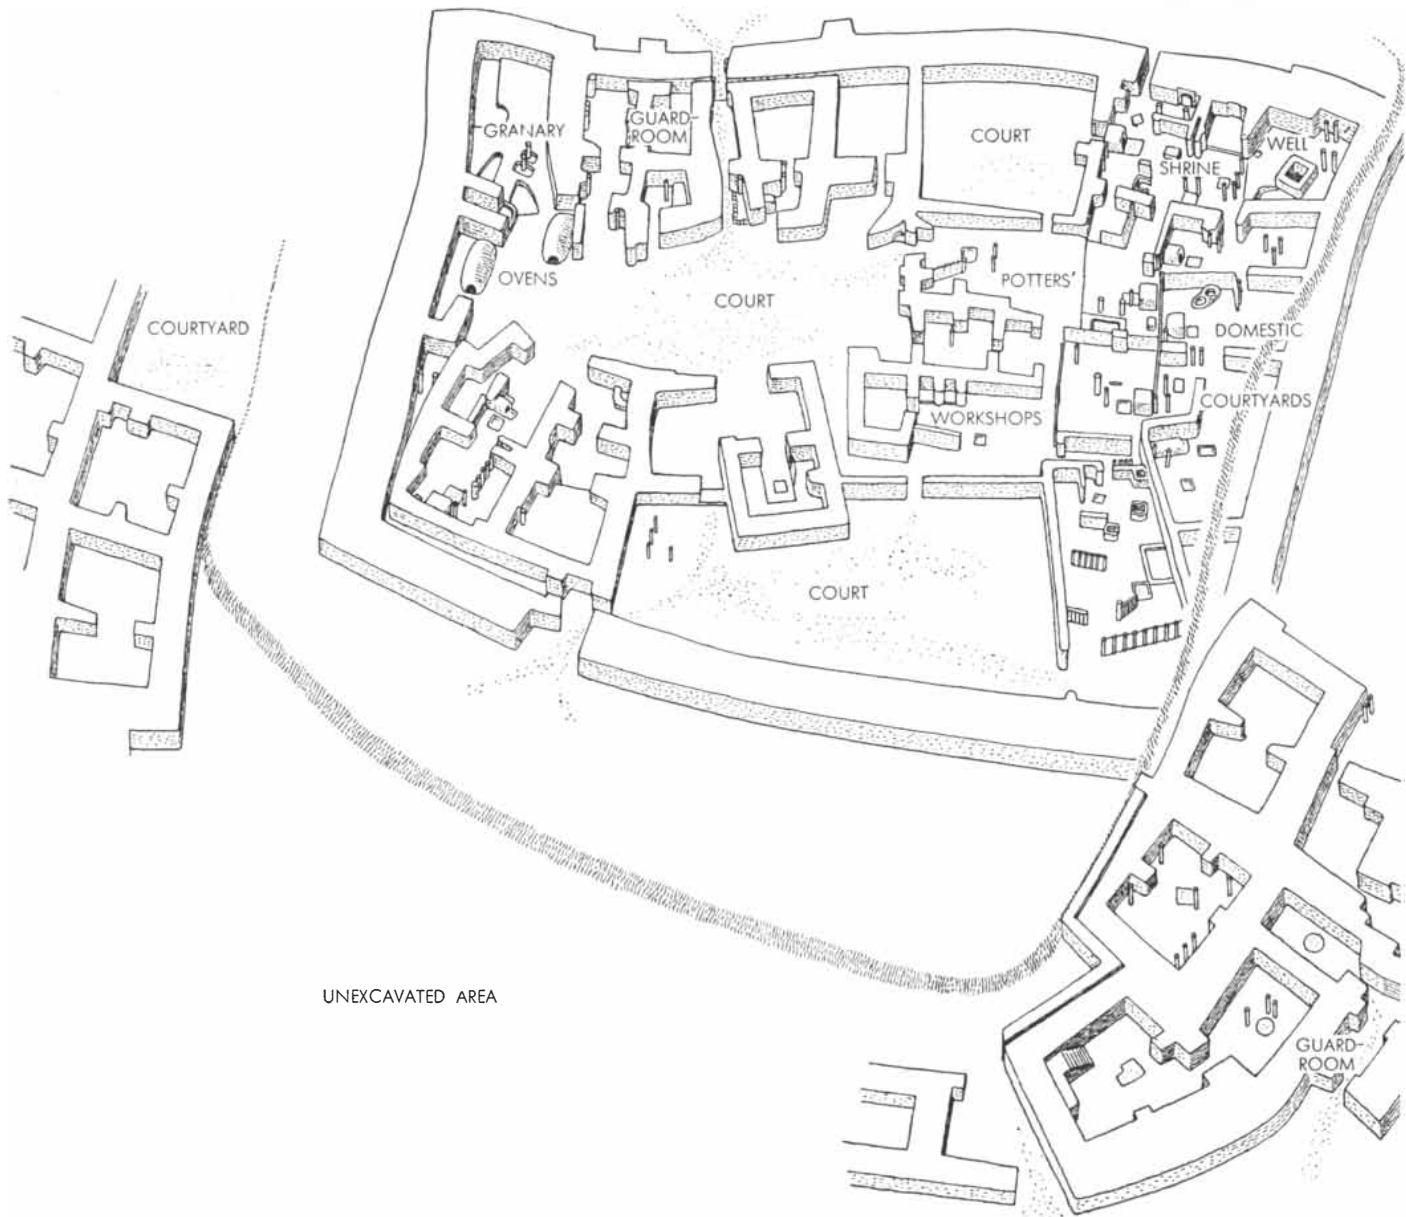 GRANARY
GUARD-
ROOM
COURT
SHRINE
WELL
OVENS
COURT
POTTERS'
WORKSHOPS
DOMESTIC
COURTYARDS
COURTYARD
COURT
UNEXCAVATED AREA
GUARD-
ROOM